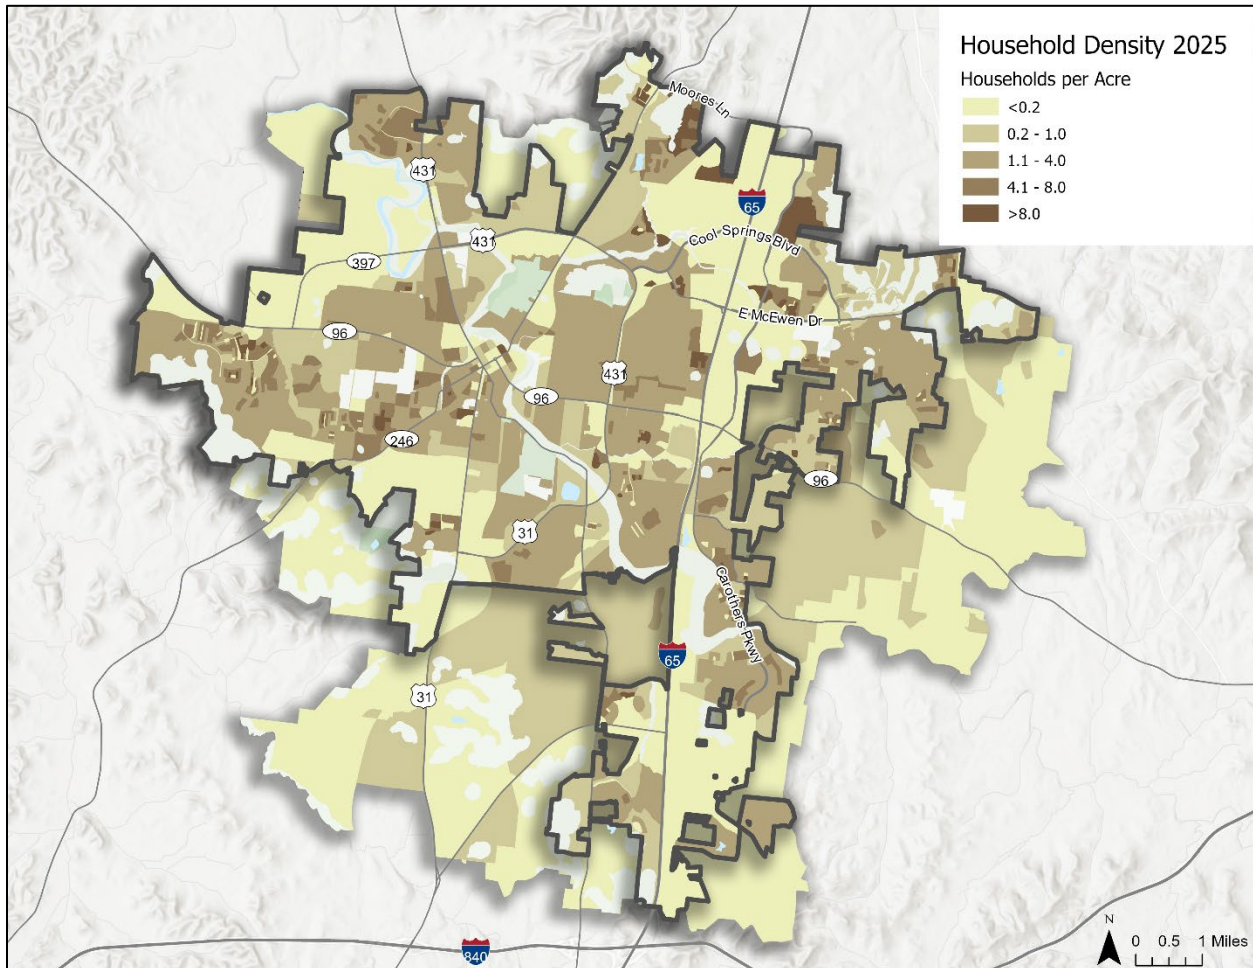 Household Density 2025
Households per Acre
<0.2
0.2 - 1.0
1.1 - 4.0
4.1 - 8.0
>8.0
Moores Ln
431
65
431
Cool Springs Blvd
397
E McEwen Dr
96
431
96
246
96
31
Carothers Pkwy
65
31
840
N
0 0.5 1 Miles